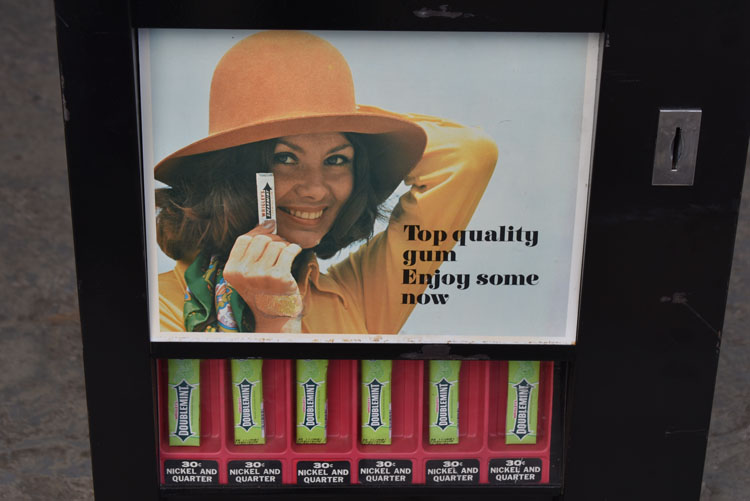 WRIGLEY'S
Top quality
gum
Enjoy some
now
DOUBLEMINT
DOUBLEMINT
DOUBLEMINT
DOUBLEMINT
DOUBLEMINT
DOUBLEMINT
30¢ 30¢ 30¢ 30¢ 30¢ 30¢
NICKEL AND NICKEL AND NICKEL AND NICKEL AND NICKEL AND NICKEL AND
QUARTER QUARTER QUARTER QUARTER QUARTER QUARTER